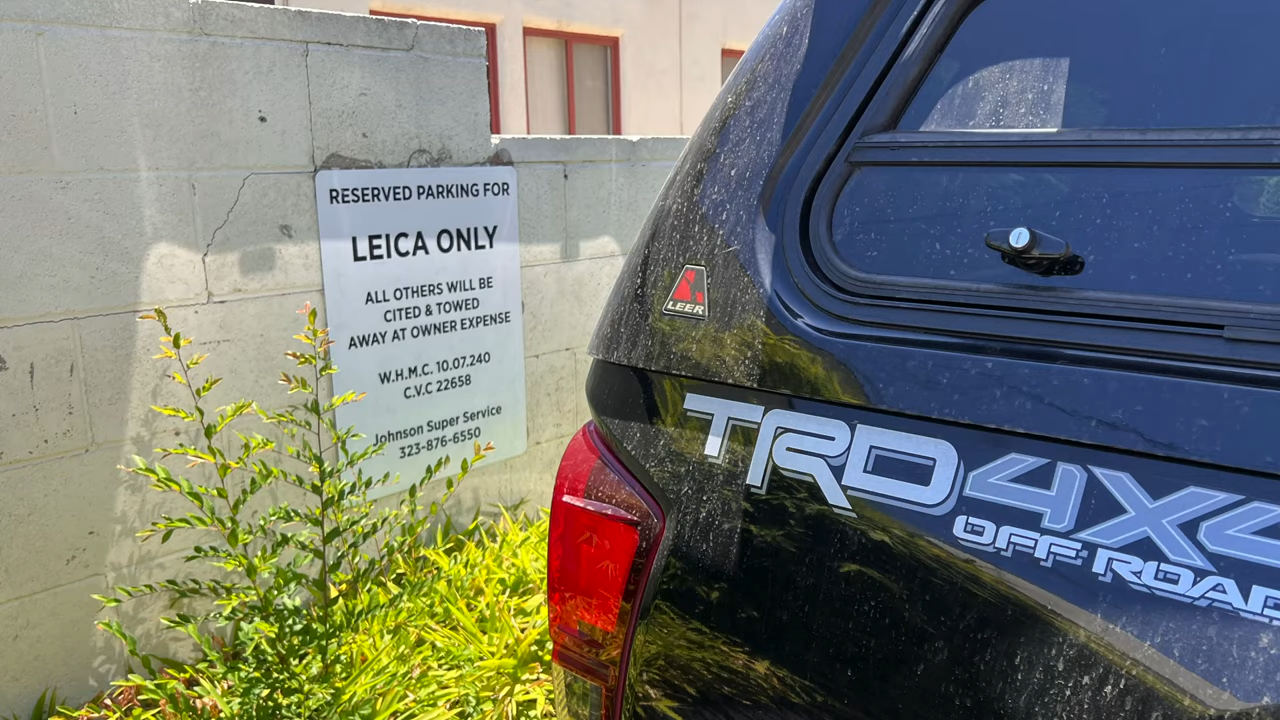 RESERVED PARKING FOR
LEICA ONLY
ALL OTHERS WILL BE
CITED & TOWED
AWAY AT OWNER EXPENSE
W.H.M.C. 10.07.240
C.V.C 22658
Johnson Super Service
323-876-6550
LEER
TRD 4X4
OFF-ROAD